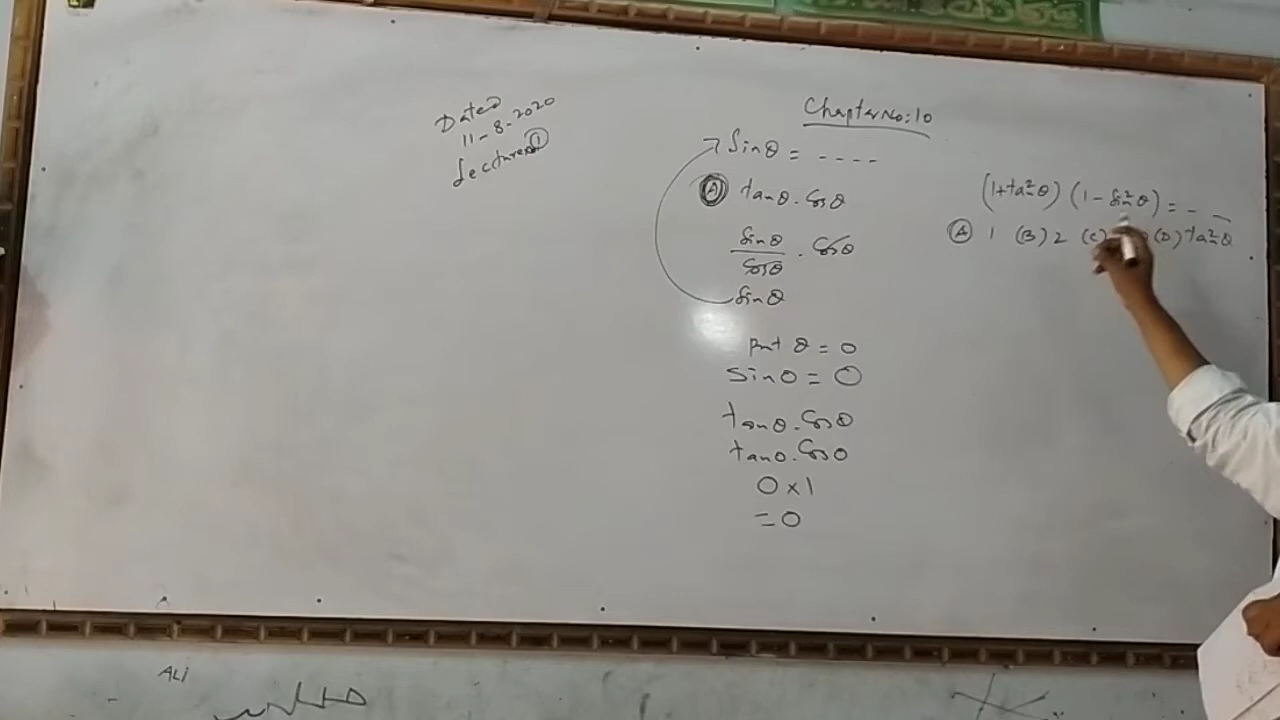 Dated
11-8-2020
Lecture ①
Chapter No:10
Sinθ = ----
(A) tanθ.Cosθ
Sinθ/Cosθ . Cosθ
Sinθ
Put θ = 0
Sin0 = 0
tanθ.Cosθ
tan0.Cos0
0×1
=0
(1+tan²θ) (1-Sin²θ) = --
(A) 1 (B) 2 (C) (D) tan²θ
ALI